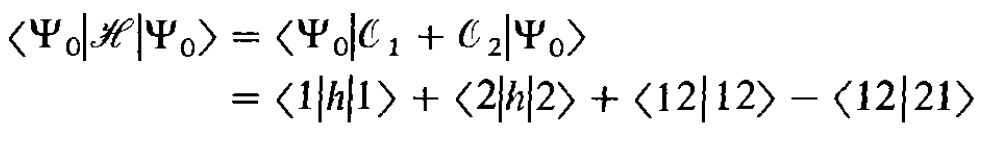 ⟨Ψ₀|ℋ|Ψ₀⟩ = ⟨Ψ₀|𝒪₁ + 𝒪₂|Ψ₀⟩
= ⟨1|h|1⟩ + ⟨2|h|2⟩ + ⟨12|12⟩ − ⟨12|21⟩